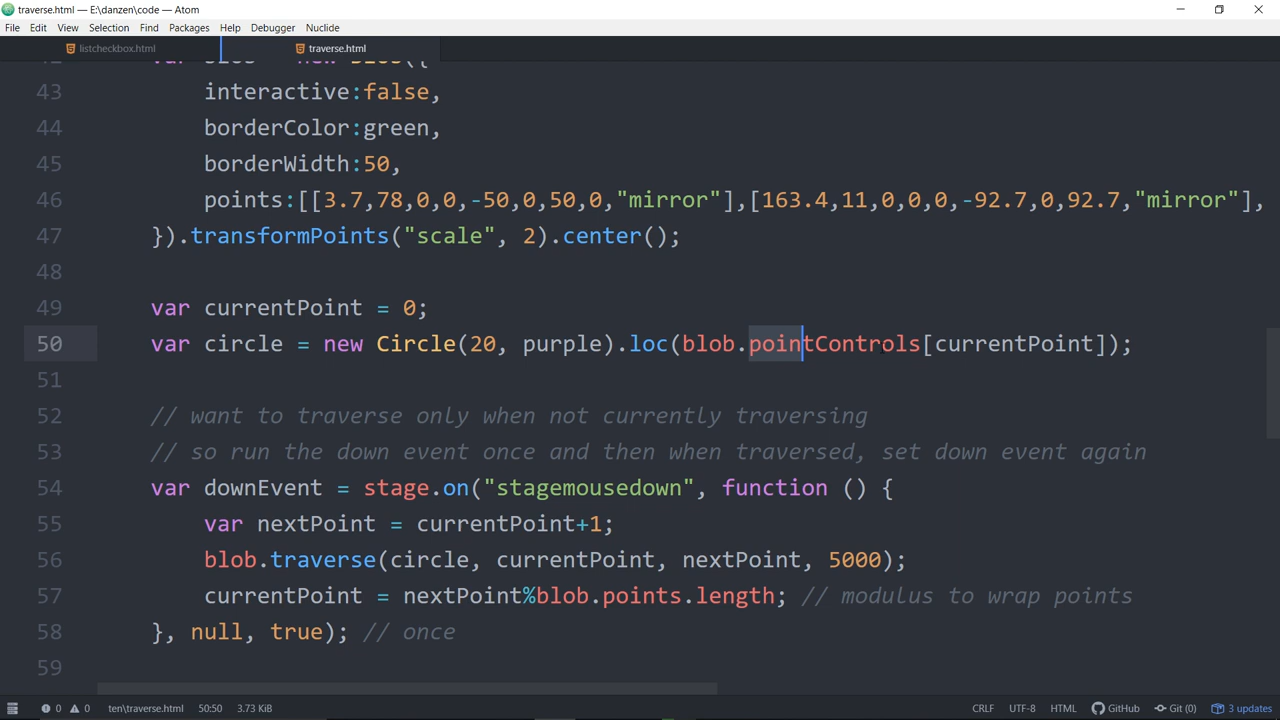 traverse.html — E:\danzen\code — Atom
File Edit View Selection Find Packages Help Debugger Nuclide
listcheckbox.html traverse.html
43 interactive:false,
44 borderColor:green,
45 borderWidth:50,
46 points:[[3.7,78,0,0,-50,0,50,0,"mirror"],[163.4,11,0,0,0,-92.7,0,92.7,"mirror"],
47 }).transformPoints("scale", 2).center();
48
49 var currentPoint = 0;
50 var circle = new Circle(20, purple).loc(blob.pointControls[currentPoint]);
51
52 // want to traverse only when not currently traversing
53 // so run the down event once and then when traversed, set down event again
54 var downEvent = stage.on("stagemousedown", function () {
55 var nextPoint = currentPoint+1;
56 blob.traverse(circle, currentPoint, nextPoint, 5000);
57 currentPoint = nextPoint%blob.points.length; // modulus to wrap points
58 }, null, true); // once
59
0 0 ten\traverse.html 50:50 3.73 KiB CRLF UTF-8 HTML GitHub Git (0) 3 updates